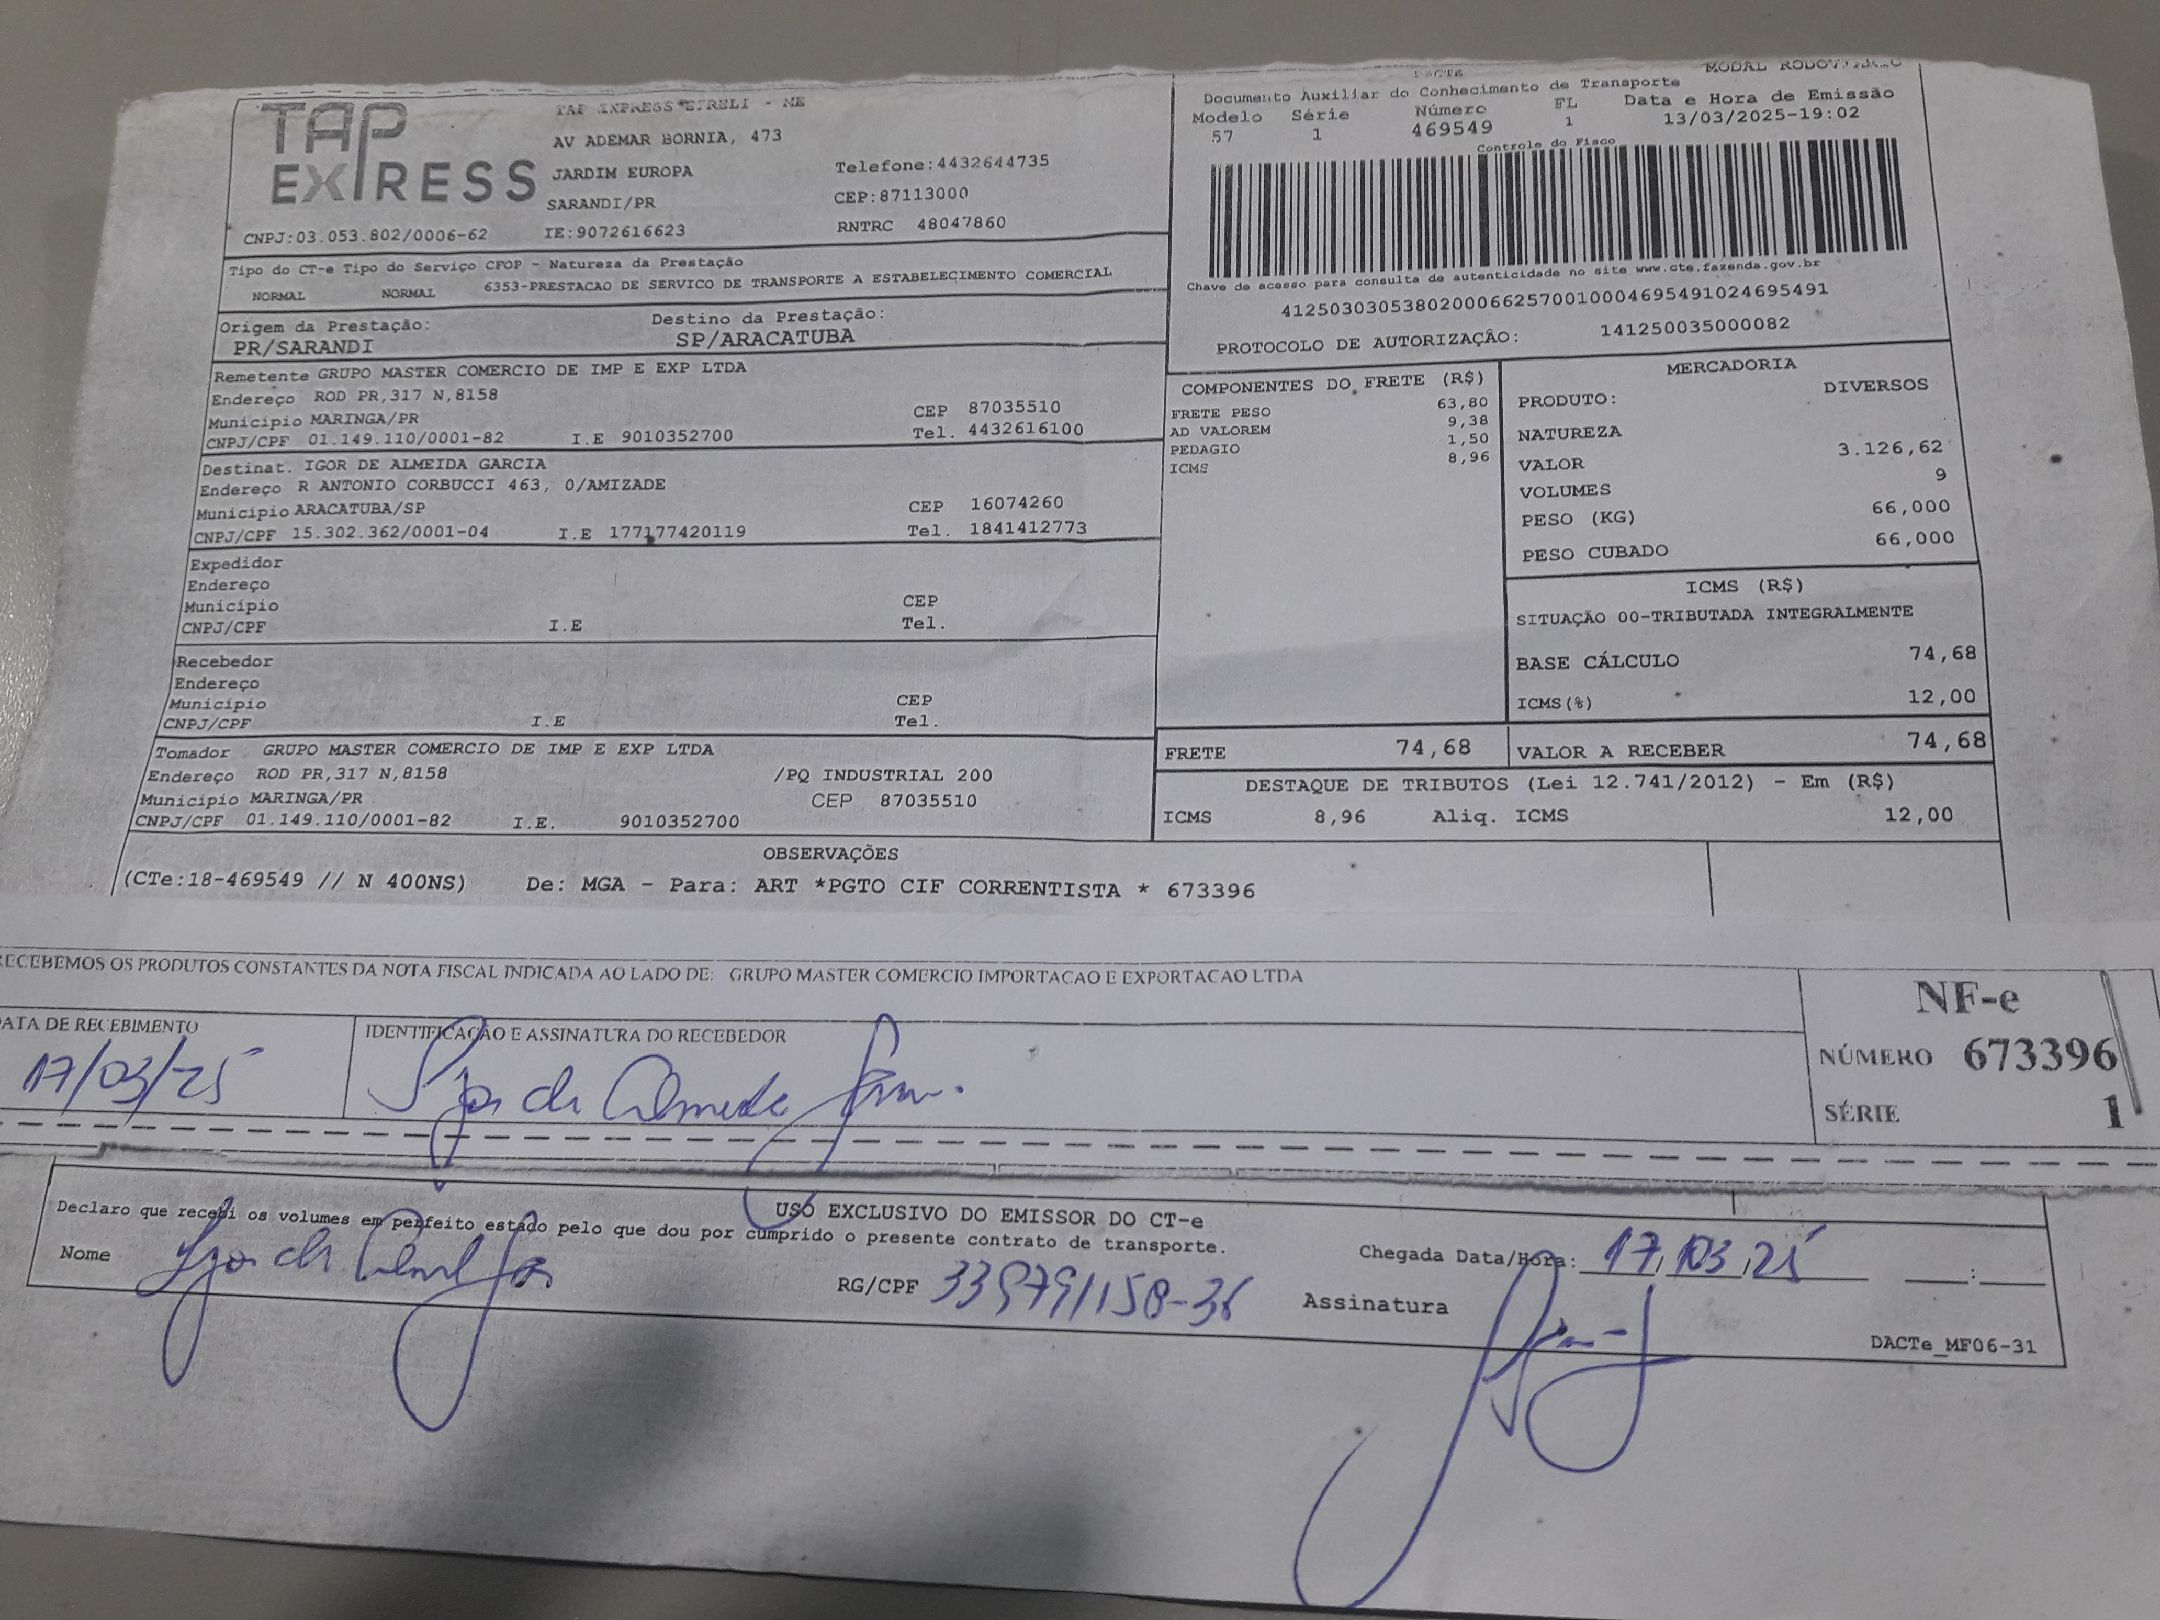 TAP EXPRESS
TAP EXPRESS EIRELI - ME
AV ADEMAR BORNIA, 473
JARDIM EUROPA
Telefone:4432644735
SARANDI/PR
CEP:87113000
CNPJ:03.053.802/0006-62
IE:9072616623
RNTRC 48047860
DACTE
MODAL RODOVIÁRIO
Documento Auxiliar do Conhecimento de Transporte
Modelo Série Número FL Data e Hora de Emissão
57 1 469549 1 13/03/2025-19:02
Controle do Fisco
Chave de acesso para consulta de autenticidade no site www.cte.fazenda.gov.br
41250303053802000662570010004695491024695491
PROTOCOLO DE AUTORIZAÇÃO: 141250035000082
Tipo do CT-e Tipo do Serviço CFOP - Natureza da Prestação
NORMAL NORMAL 6353-PRESTACAO DE SERVICO DE TRANSPORTE A ESTABELECIMENTO COMERCIAL
Origem da Prestação: Destino da Prestação:
PR/SARANDI SP/ARACATUBA
Remetente GRUPO MASTER COMERCIO DE IMP E EXP LTDA
Endereço ROD PR,317 N,8158
Município MARINGA/PR CEP 87035510
CNPJ/CPF 01.149.110/0001-82 I.E 9010352700 Tel. 4432616100
Destinat. IGOR DE ALMEIDA GARCIA
Endereço R ANTONIO CORBUCCI 463, 0/AMIZADE
Município ARACATUBA/SP CEP 16074260
CNPJ/CPF 15.302.362/0001-04 I.E 177177420119 Tel. 1841412773
Expedidor
Endereço
Município CEP
CNPJ/CPF I.E Tel.
Recebedor
Endereço
Município CEP
CNPJ/CPF I.E Tel.
Tomador GRUPO MASTER COMERCIO DE IMP E EXP LTDA
Endereço ROD PR,317 N,8158 /PQ INDUSTRIAL 200
Município MARINGA/PR CEP 87035510
CNPJ/CPF 01.149.110/0001-82 I.E. 9010352700
COMPONENTES DO FRETE (R$)
FRETE PESO 63,80
AD VALOREM 9,38
PEDAGIO 1,50
ICMS 8,96
MERCADORIA
PRODUTO: DIVERSOS
NATUREZA
VALOR 3.126,62
VOLUMES 9
PESO (KG) 66,000
PESO CUBADO 66,000
ICMS (R$)
SITUAÇÃO 00-TRIBUTADA INTEGRALMENTE
BASE CÁLCULO 74,68
ICMS(%) 12,00
FRETE 74,68 VALOR A RECEBER 74,68
DESTAQUE DE TRIBUTOS (Lei 12.741/2012) - Em (R$)
ICMS 8,96 Aliq. ICMS 12,00
OBSERVAÇÕES
(CTe:18-469549 // N 400NS) De: MGA - Para: ART *PGTO CIF CORRENTISTA * 673396
RECEBEMOS OS PRODUTOS CONSTANTES DA NOTA FISCAL INDICADA AO LADO DE: GRUPO MASTER COMERCIO IMPORTACAO E EXPORTACAO LTDA
DATA DE RECEBIMENTO IDENTIFICAÇÃO E ASSINATURA DO RECEBEDOR
17/03/25 Igor de Almeida
NF-e
NÚMERO 673396
SÉRIE 1
USO EXCLUSIVO DO EMISSOR DO CT-e
Declaro que recebi os volumes em perfeito estado pelo que dou por cumprido o presente contrato de transporte.
Nome Igor de RG/CPF Chegada Data/Hora: 17/03/25 :
Assinatura
DACTe_MF06-31